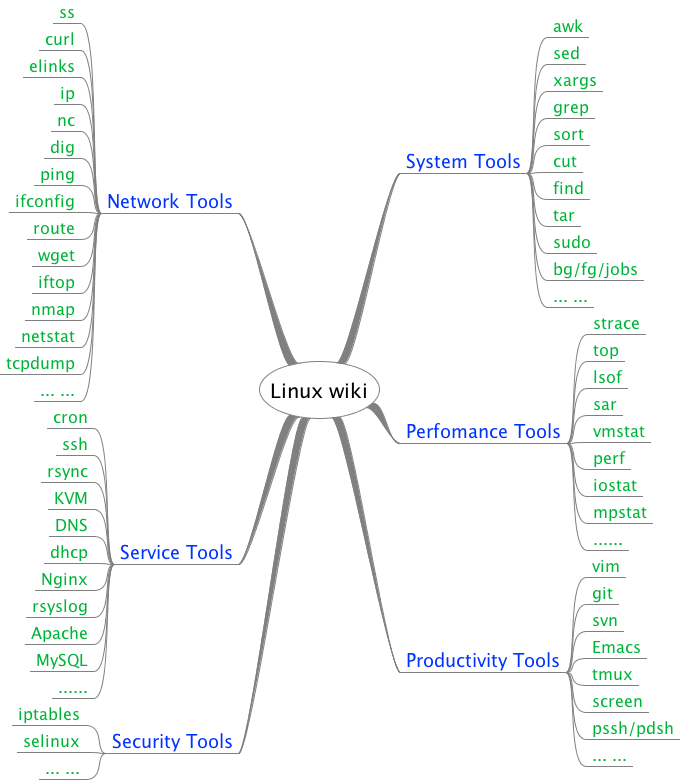 Linux wiki
Network Tools
ss
curl
elinks
ip
nc
dig
ping
ifconfig
route
wget
iftop
nmap
netstat
tcpdump
... ...
Service Tools
cron
ssh
rsync
KVM
DNS
dhcp
Nginx
rsyslog
Apache
MySQL
......
Security Tools
iptables
selinux
... ...
System Tools
awk
sed
xargs
grep
sort
cut
find
tar
sudo
bg/fg/jobs
... ...
Perfomance Tools
strace
top
lsof
sar
vmstat
perf
iostat
mpstat
......
Productivity Tools
vim
git
svn
Emacs
tmux
screen
pssh/pdsh
... ...